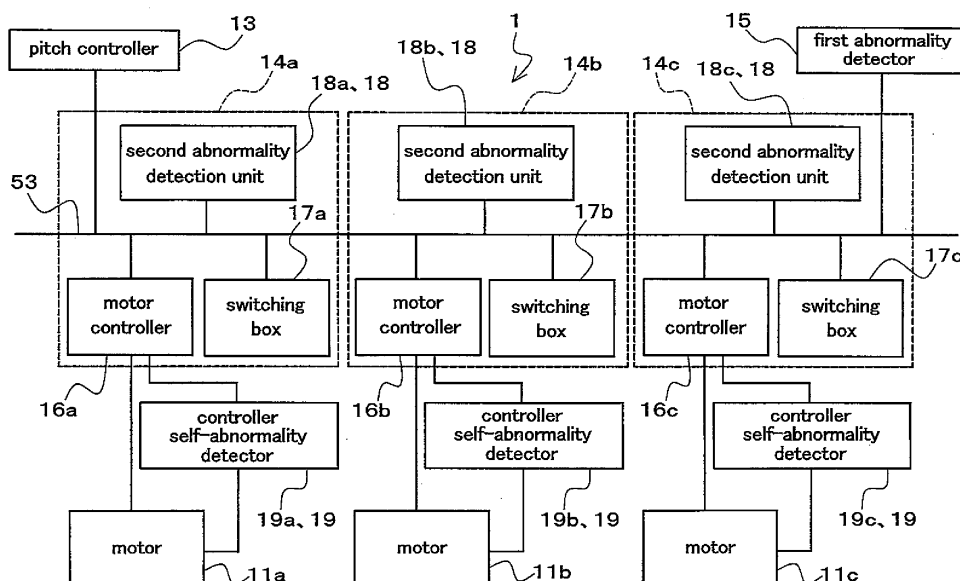 13
pitch controller
14a
18a、18
18b、18
1
14b
14c
18c、18
15
first abnormality
detector
second abnormality
detection unit
second abnormality
detection unit
second abnormality
detection unit
53
17a
17b
17c
motor
controller
switching
box
motor
controller
switching
box
motor
controller
switching
box
16a
16b
16c
controller
self-abnormality
detector
controller
self-abnormality
detector
controller
self-abnormality
detector
19a、19
19b、19
19c、19
motor
11a
motor
11b
motor
11c